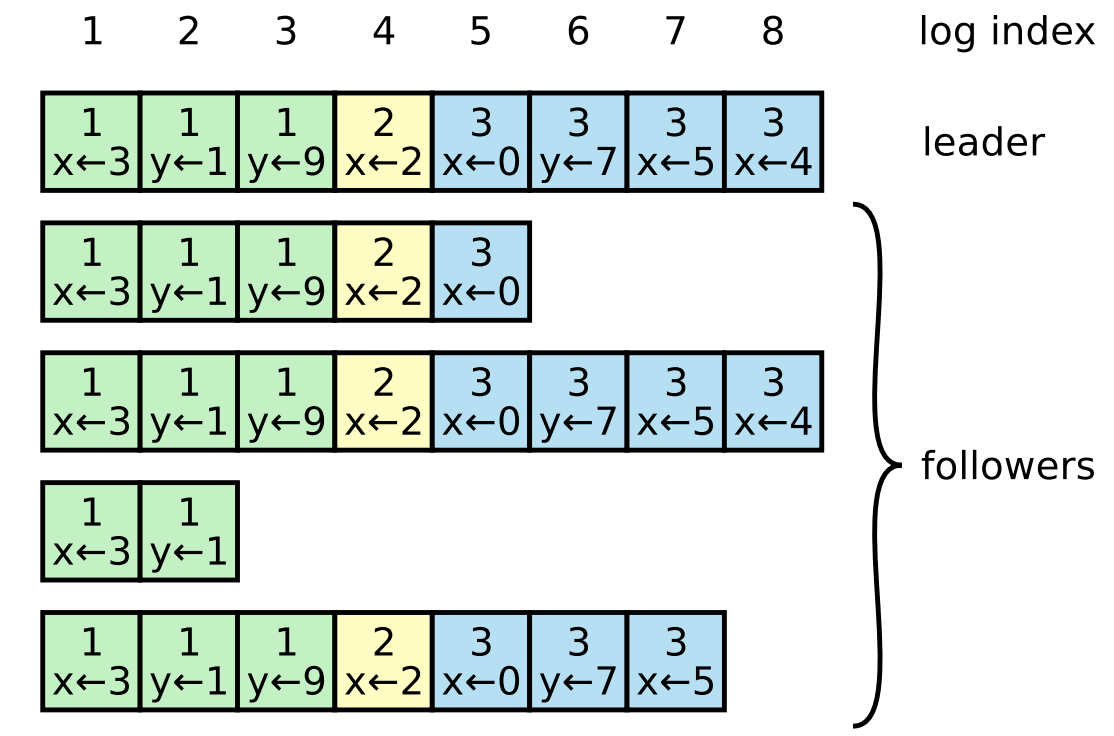 1 2 3 4 5 6 7 8 log index
1 1 1 2 3 3 3 3
x←3 y←1 y←9 x←2 x←0 y←7 x←5 x←4
leader
1 1 1 2 3
x←3 y←1 y←9 x←2 x←0
1 1 1 2 3 3 3 3
x←3 y←1 y←9 x←2 x←0 y←7 x←5 x←4
followers
1 1
x←3 y←1
1 1 1 2 3 3 3
x←3 y←1 y←9 x←2 x←0 y←7 x←5